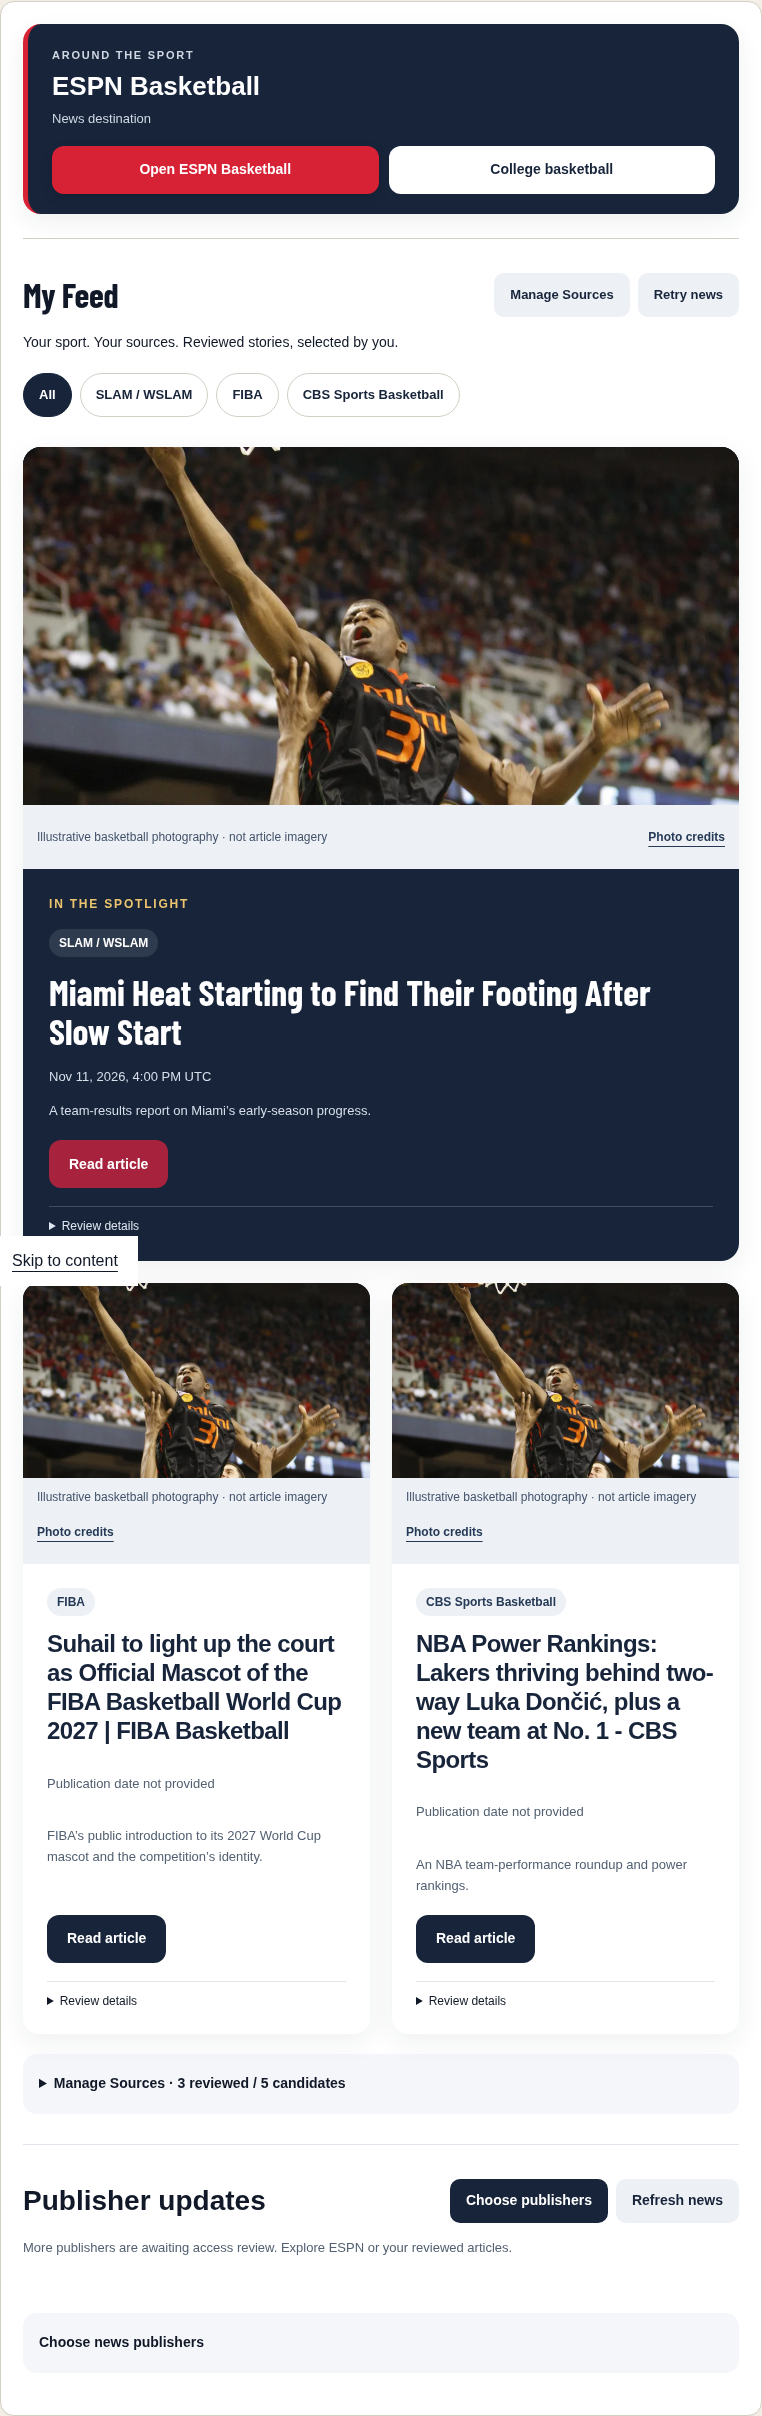 AROUND THE SPORT
ESPN Basketball
News destination
Open ESPN Basketball
College basketball
My Feed
Manage Sources
Retry news
Your sport. Your sources. Reviewed stories, selected by you.
All
SLAM / WSLAM
FIBA
CBS Sports Basketball
MIAMI
31
Illustrative basketball photography · not article imagery
Photo credits
IN THE SPOTLIGHT
SLAM / WSLAM
Miami Heat Starting to Find Their Footing After
Slow Start
Nov 11, 2026, 4:00 PM UTC
A team-results report on Miami’s early-season progress.
Read article
Review details
Skip to content
MIAMI
31
Illustrative basketball photography · not article imagery
Photo credits
FIBA
Suhail to light up the court
as Official Mascot of the
FIBA Basketball World Cup
2027 | FIBA Basketball
Publication date not provided
FIBA’s public introduction to its 2027 World Cup
mascot and the competition’s identity.
Read article
Review details
MIAMI
31
Illustrative basketball photography · not article imagery
Photo credits
CBS Sports Basketball
NBA Power Rankings:
Lakers thriving behind two-
way Luka Dončić, plus a
new team at No. 1 - CBS
Sports
Publication date not provided
An NBA team-performance roundup and power
rankings.
Read article
Review details
Manage Sources · 3 reviewed / 5 candidates
Publisher updates
Choose publishers
Refresh news
More publishers are awaiting access review. Explore ESPN or your reviewed articles.
Choose news publishers